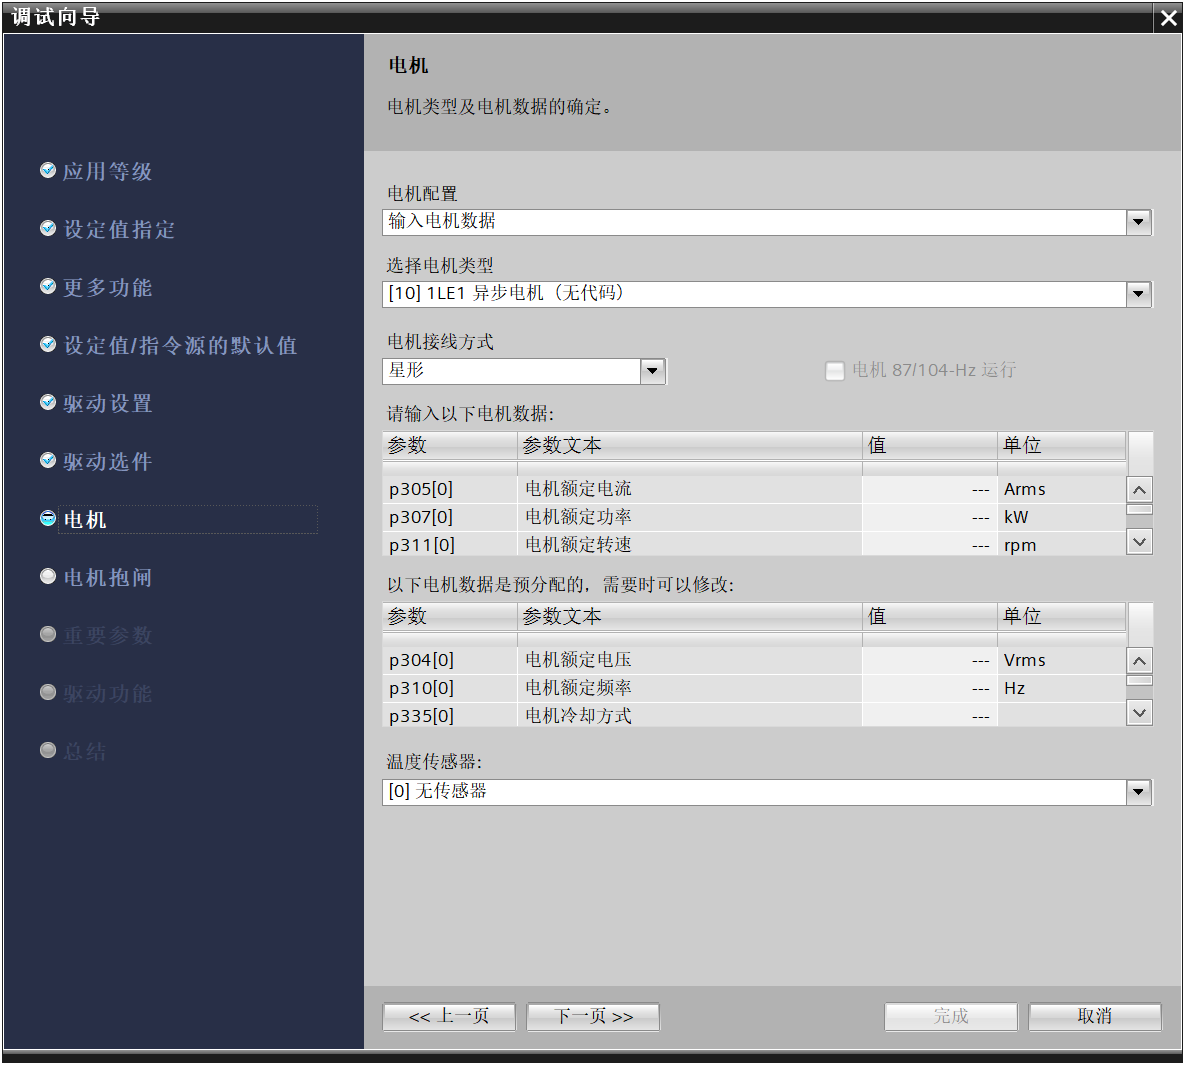 调试向导
应用等级
设定值指定
更多功能
设定值/指令源的默认值
驱动设置
驱动选件
电机
电机抱闸
重要参数
驱动功能
总结
电机
电机类型及电机数据的确定。
电机配置
输入电机数据
选择电机类型
[10] 1LE1 异步电机（无代码）
电机接线方式
星形
电机 87/104-Hz 运行
请输入以下电机数据:
参数 参数文本 值 单位
p305[0] 电机额定电流 --- Arms
p307[0] 电机额定功率 --- kW
p311[0] 电机额定转速 --- rpm
以下电机数据是预分配的，需要时可以修改:
参数 参数文本 值 单位
p304[0] 电机额定电压 --- Vrms
p310[0] 电机额定频率 --- Hz
p335[0] 电机冷却方式 ---
温度传感器:
[0] 无传感器
<< 上一页 下一页 >> 完成 取消